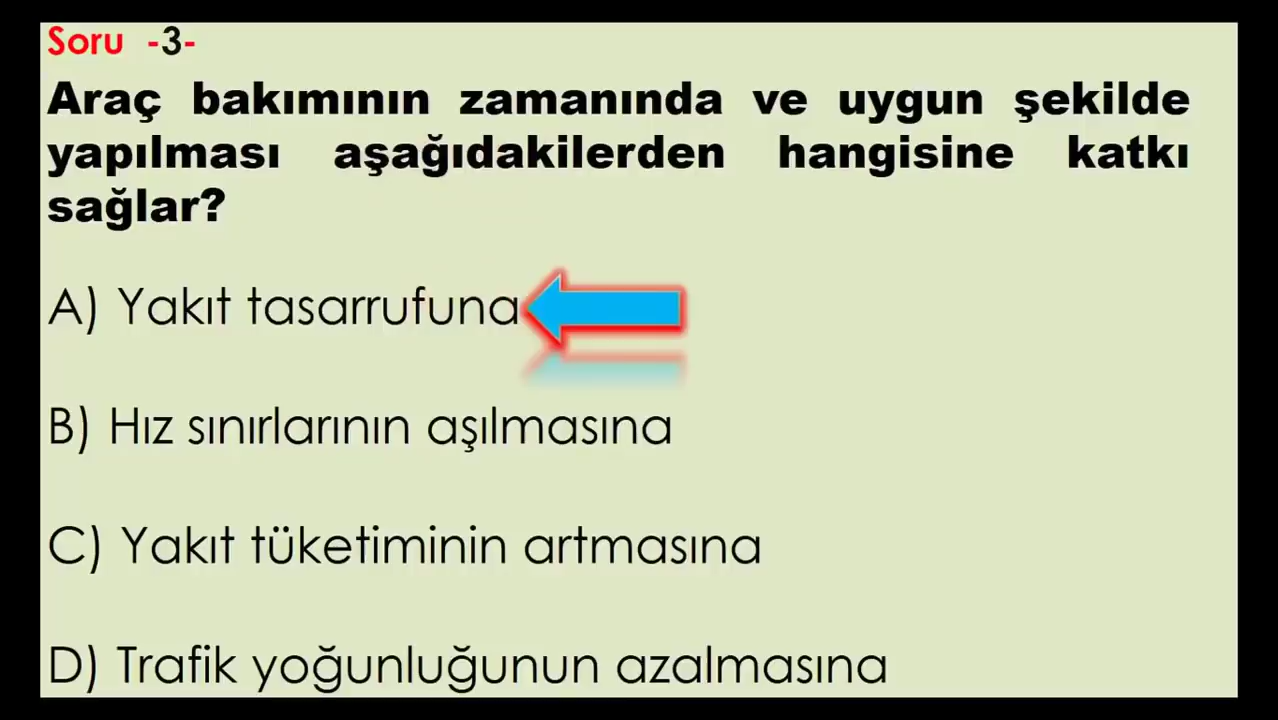 Soru -3-
Araç bakımının zamanında ve uygun şekilde
yapılması aşağıdakilerden hangisine katkı
sağlar?
A) Yakıt tasarrufuna
B) Hız sınırlarının aşılmasına
C) Yakıt tüketiminin artmasına
D) Trafik yoğunluğunun azalmasına